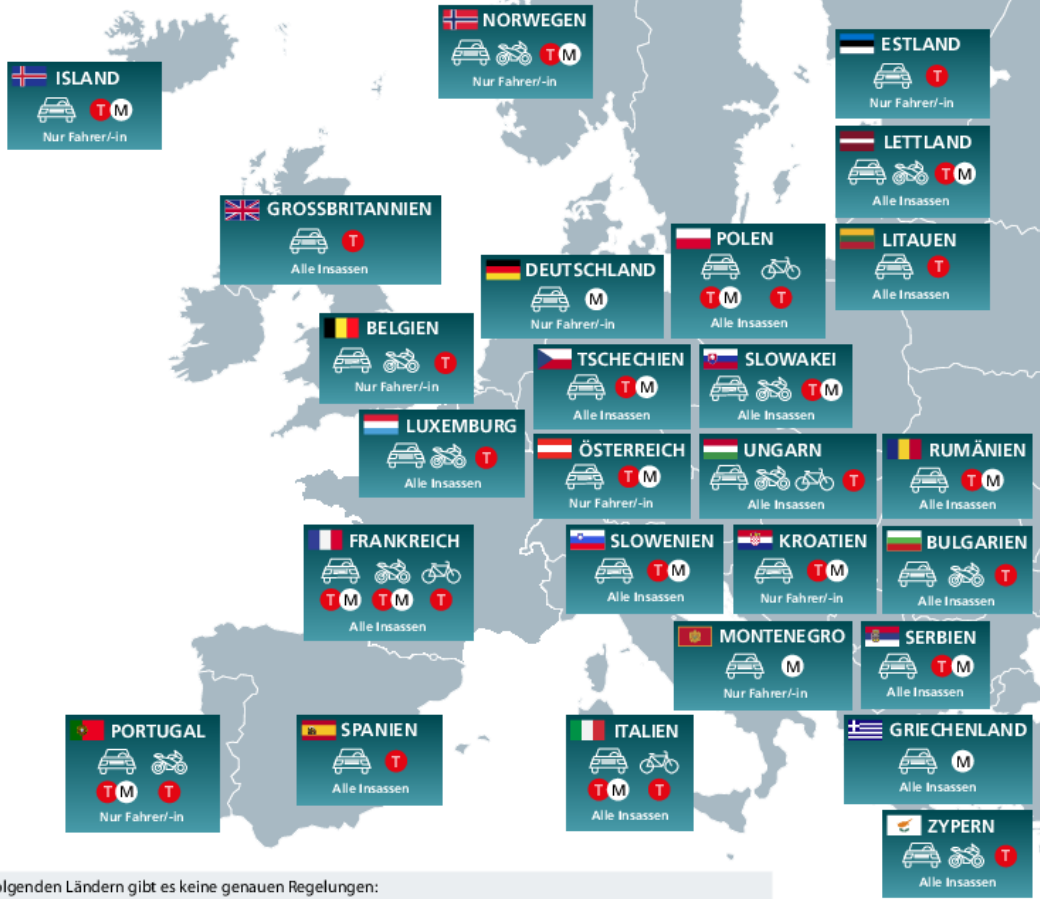 NORWEGEN
T M
Nur Fahrer/-in
ESTLAND
T
Nur Fahrer/-in
ISLAND
T M
Nur Fahrer/-in
LETTLAND
T M
Alle Insassen
GROSSBRITANNIEN
T
Alle Insassen
POLEN
T M T
Alle Insassen
LITAUEN
T
Alle Insassen
DEUTSCHLAND
M
Nur Fahrer/-in
BELGIEN
T
Nur Fahrer/-in
TSCHECHIEN
T M
Alle Insassen
SLOWAKEI
T M
Alle Insassen
LUXEMBURG
T
Alle Insassen
ÖSTERREICH
T M
Nur Fahrer/-in
UNGARN
T
Alle Insassen
RUMÄNIEN
T M
Alle Insassen
FRANKREICH
T M T M T
Alle Insassen
SLOWENIEN
T M
Alle Insassen
KROATIEN
T M
Nur Fahrer/-in
BULGARIEN
T
Alle Insassen
MONTENEGRO
M
Nur Fahrer/-in
SERBIEN
T M
Alle Insassen
PORTUGAL
T M T
Nur Fahrer/-in
SPANIEN
T
Alle Insassen
ITALIEN
T M T
Alle Insassen
GRIECHENLAND
M
Alle Insassen
ZYPERN
T
Alle Insassen
olgenden Ländern gibt es keine genauen Regelungen: